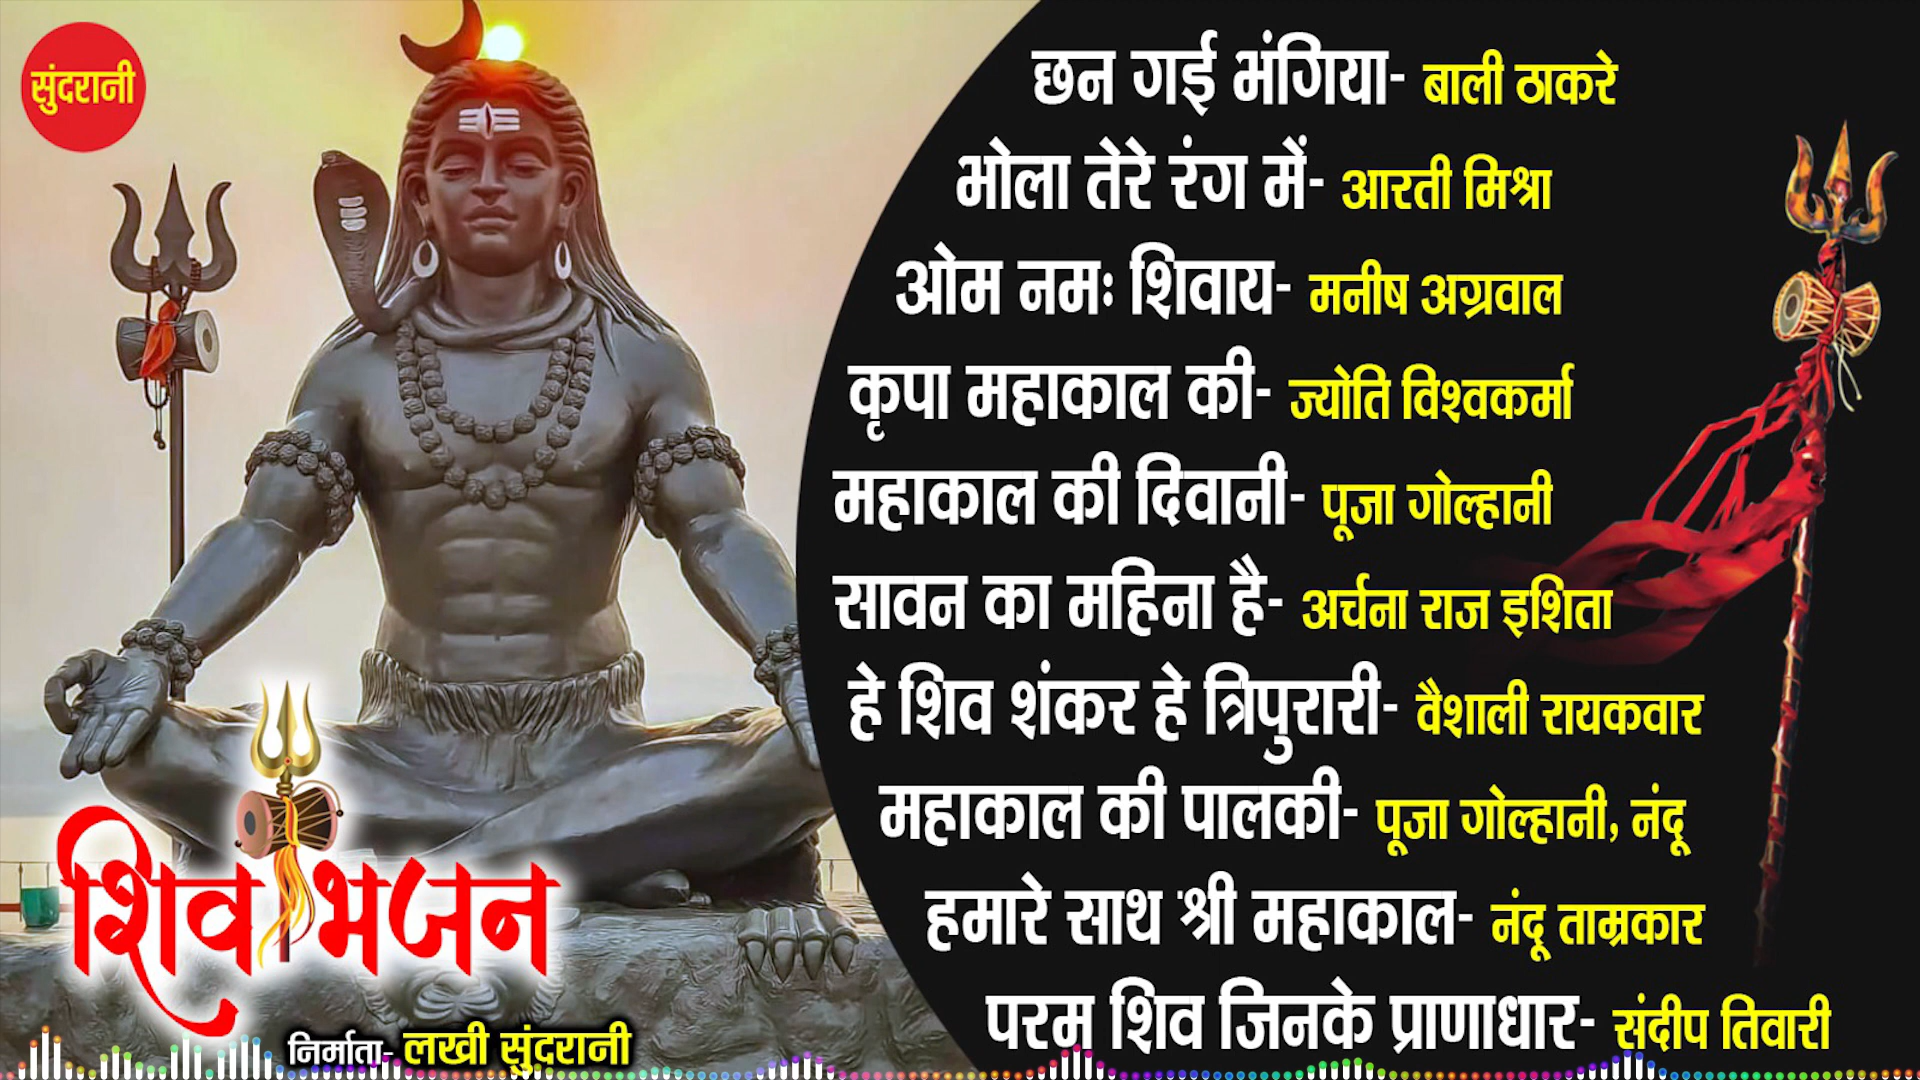 सुंदरानी
छन गई भंगिया- बाली ठाकरे
भोला तेरे रंग में- आरती मिश्रा
ओम नमः शिवाय- मनीष अग्रवाल
कृपा महाकाल की- ज्योति विश्वकर्मा
महाकाल की दिवानी- पूजा गोल्हानी
सावन का महिना है- अर्चना राज इशिता
हे शिव शंकर हे त्रिपुरारी- वैशाली रायकवार
महाकाल की पालकी- पूजा गोल्हानी, नंदू
हमारे साथ श्री महाकाल- नंदू ताम्रकार
परम शिव जिनके प्राणाधार- संदीप तिवारी
शिव भजन
निर्माता- लखी सुंदरानी